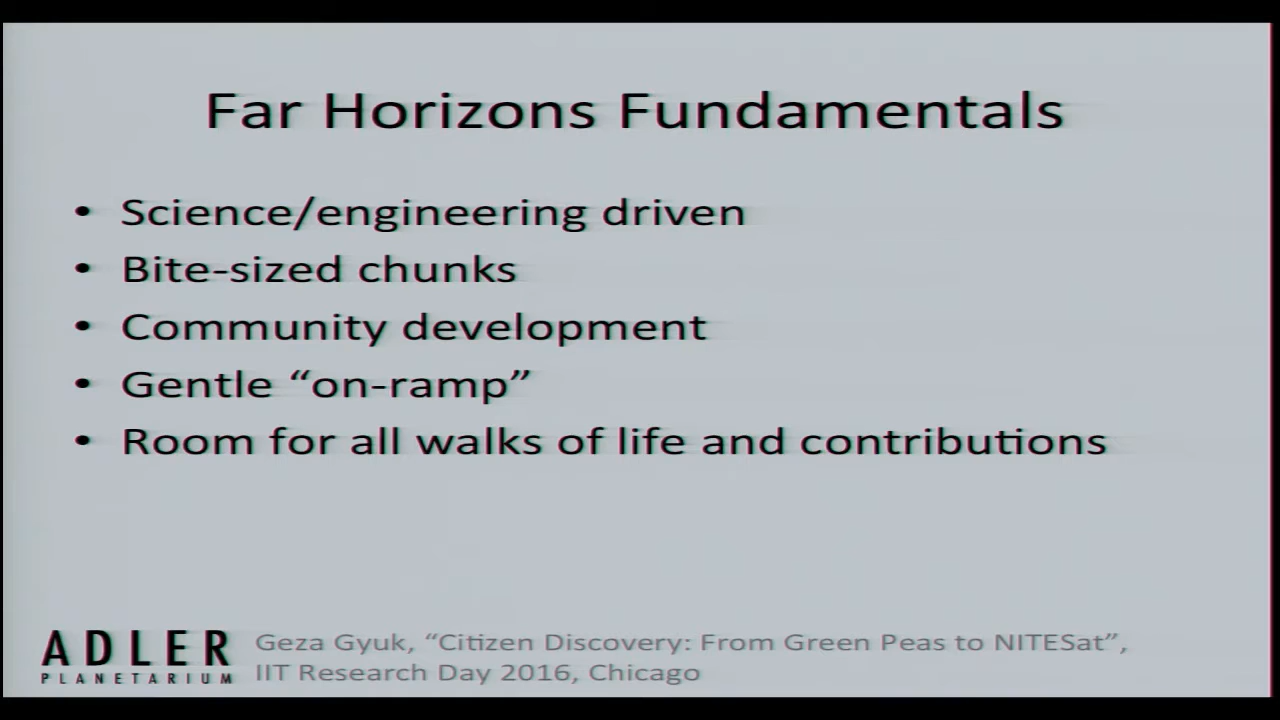 Far Horizons Fundamentals
• Science/engineering driven
• Bite-sized chunks
• Community development
• Gentle “on-ramp”
• Room for all walks of life and contributions
ADLER
PLANETARIUM
Geza Gyuk, “Citizen Discovery: From Green Peas to NITESat”,
IIT Research Day 2016, Chicago